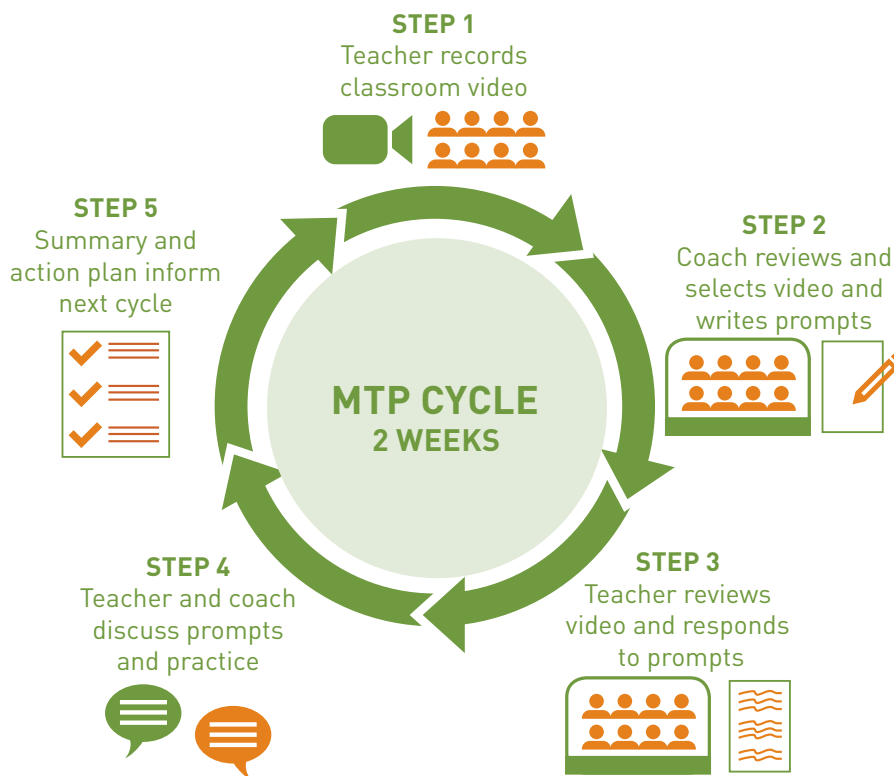 STEP 1
Teacher records
classroom video
STEP 2
Coach reviews and
selects video and
writes prompts
STEP 3
Teacher reviews
video and responds
to prompts
STEP 4
Teacher and coach
discuss prompts
and practice
STEP 5
Summary and
action plan inform
next cycle
MTP CYCLE
2 WEEKS